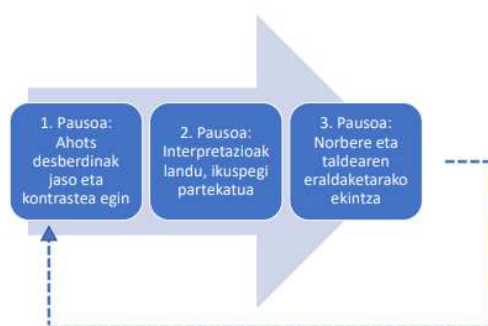 1. Pausoa:
Ahots
desberdinak
jaso eta
kontrastea egin
2. Pausoa:
Interpretazioak
landu, ikuspegi
partekatua
3. Pausoa:
Norbere eta
taldearen
eraldaketarako
ekintza